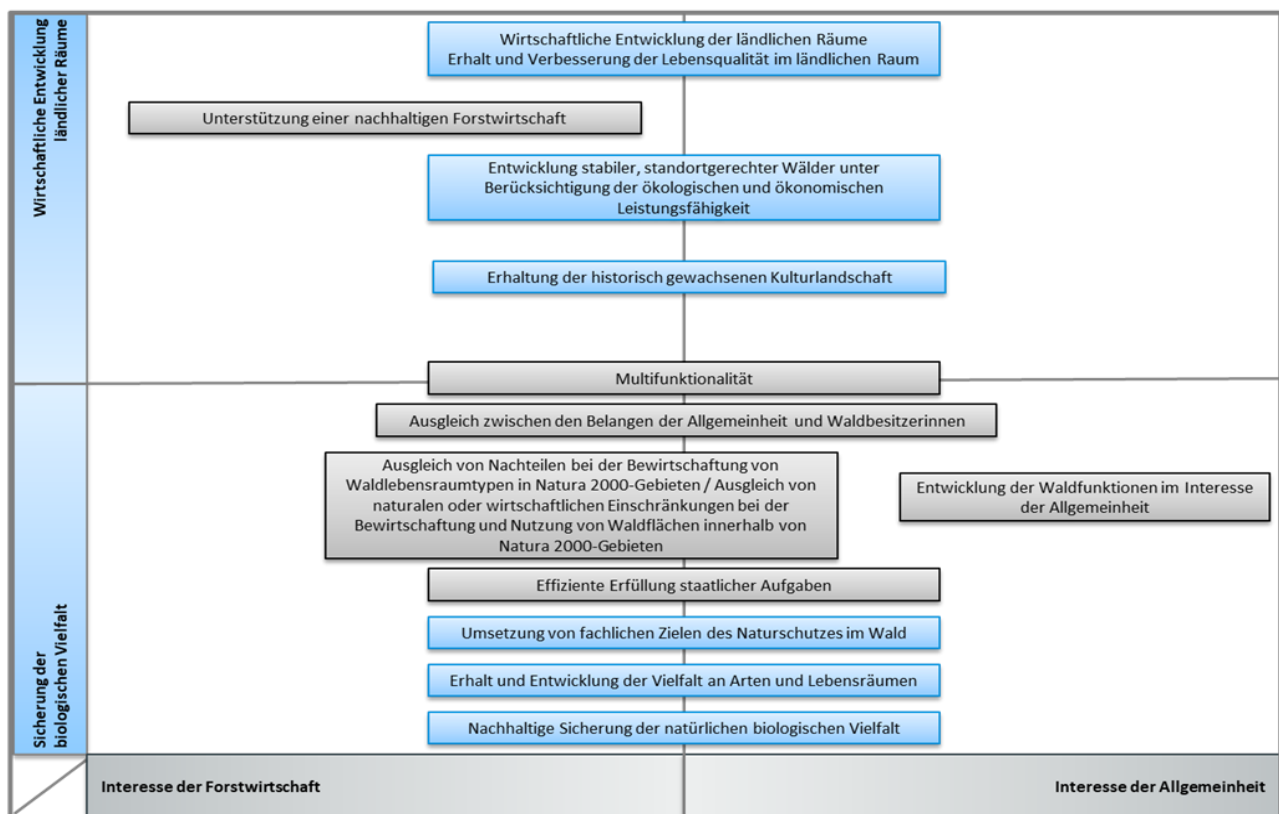 Wirtschaftliche Entwicklung
ländlicher Räume
Wirtschaftliche Entwicklung der ländlichen Räume
Erhalt und Verbesserung der Lebensqualität im ländlichen Raum
Unterstützung einer nachhaltigen Forstwirtschaft
Entwicklung stabiler, standortgerechter Wälder unter
Berücksichtigung der ökologischen und ökonomischen
Leistungsfähigkeit
Erhaltung der historisch gewachsenen Kulturlandschaft
Multifunktionalität
Sicherung der
biologischen Vielfalt
Ausgleich zwischen den Belangen der Allgemeinheit und Waldbesitzerinnen
Ausgleich von Nachteilen bei der Bewirtschaftung von
Waldlebensraumtypen in Natura 2000-Gebieten / Ausgleich von
naturalen oder wirtschaftlichen Einschränkungen bei der
Bewirtschaftung und Nutzung von Waldflächen innerhalb von
Natura 2000-Gebieten
Entwicklung der Waldfunktionen im Interesse
der Allgemeinheit
Effiziente Erfüllung staatlicher Aufgaben
Umsetzung von fachlichen Zielen des Naturschutzes im Wald
Erhalt und Entwicklung der Vielfalt an Arten und Lebensräumen
Nachhaltige Sicherung der natürlichen biologischen Vielfalt
Interesse der Forstwirtschaft
Interesse der Allgemeinheit